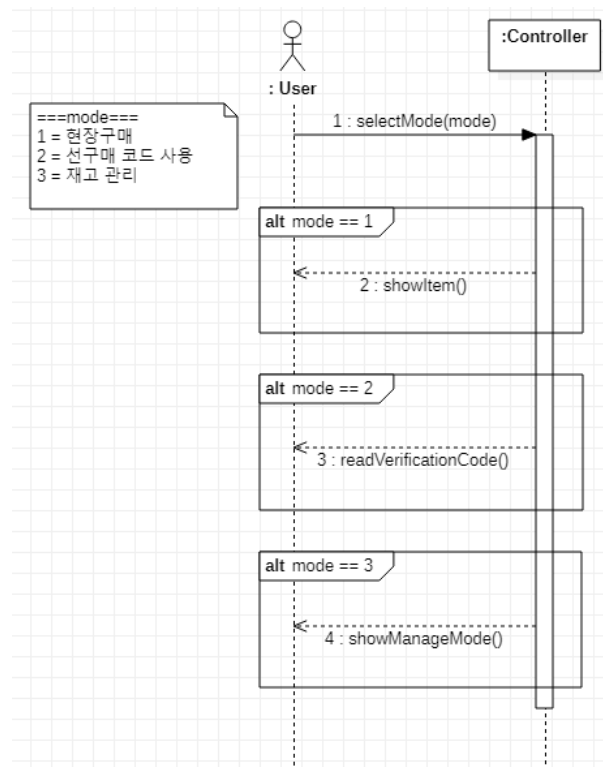 :Controller
: User
===mode===
1 = 현장구매
2 = 선구매 코드 사용
3 = 재고 관리
1 : selectMode(mode)
alt mode == 1
2 : showItem()
alt mode == 2
3 : readVerificationCode()
alt mode == 3
4 : showManageMode()